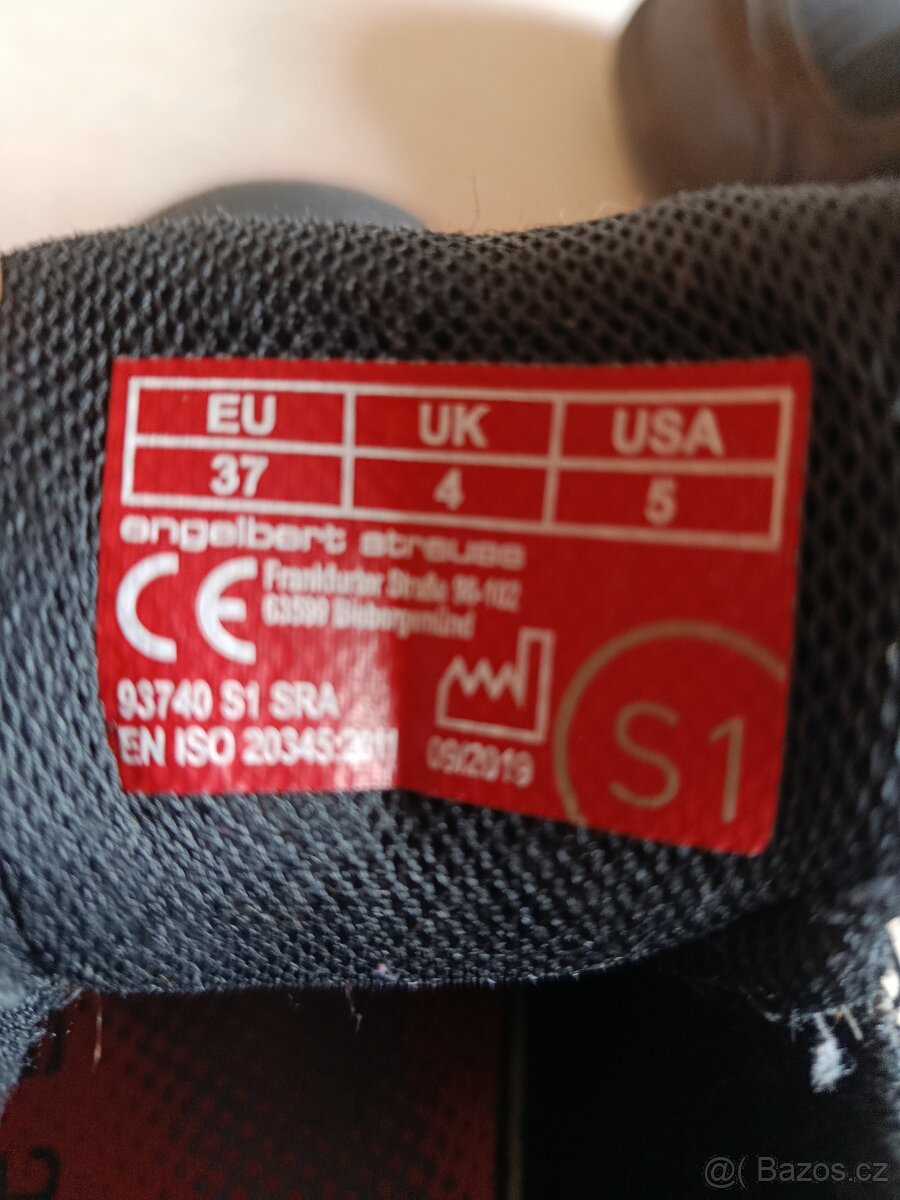 EU UK USA
37 4 5
engelbert strauss
CE Frankfurter Straße 98-102
63599 Biebergemünd
93740 S1 SRA
EN ISO 20345:2011
09/2019
S1
@( Bazos.cz